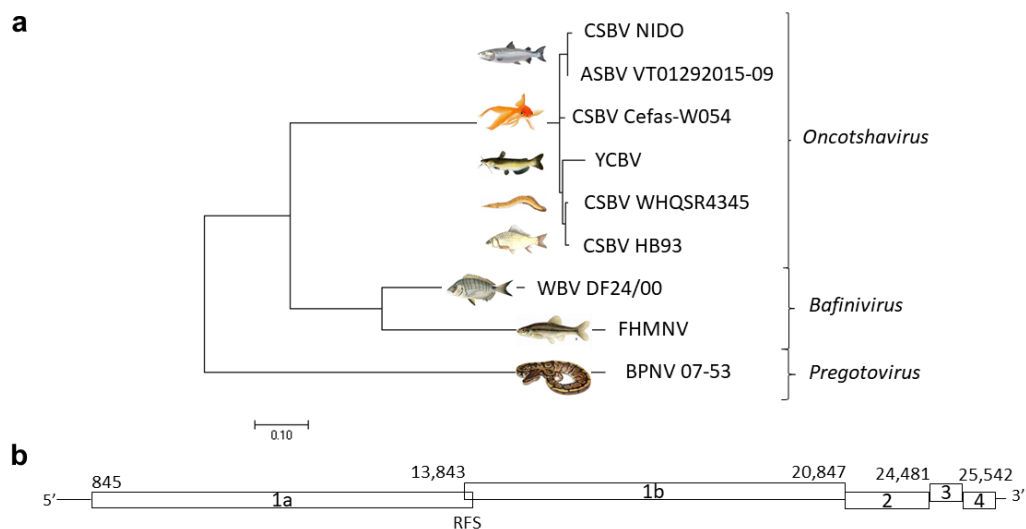 a
CSBV NIDO
ASBV VT01292015-09
CSBV Cefas-W054
Oncotshavirus
YCBV
CSBV WHQSR4345
CSBV HB93
WBV DF24/00
Bafinivirus
FHMNV
BPNV 07-53
Pregotovirus
0.10
b
845 13,843 20,847 24,481 25,542
5’ 1a 1b 2 3 4 3’
RFS